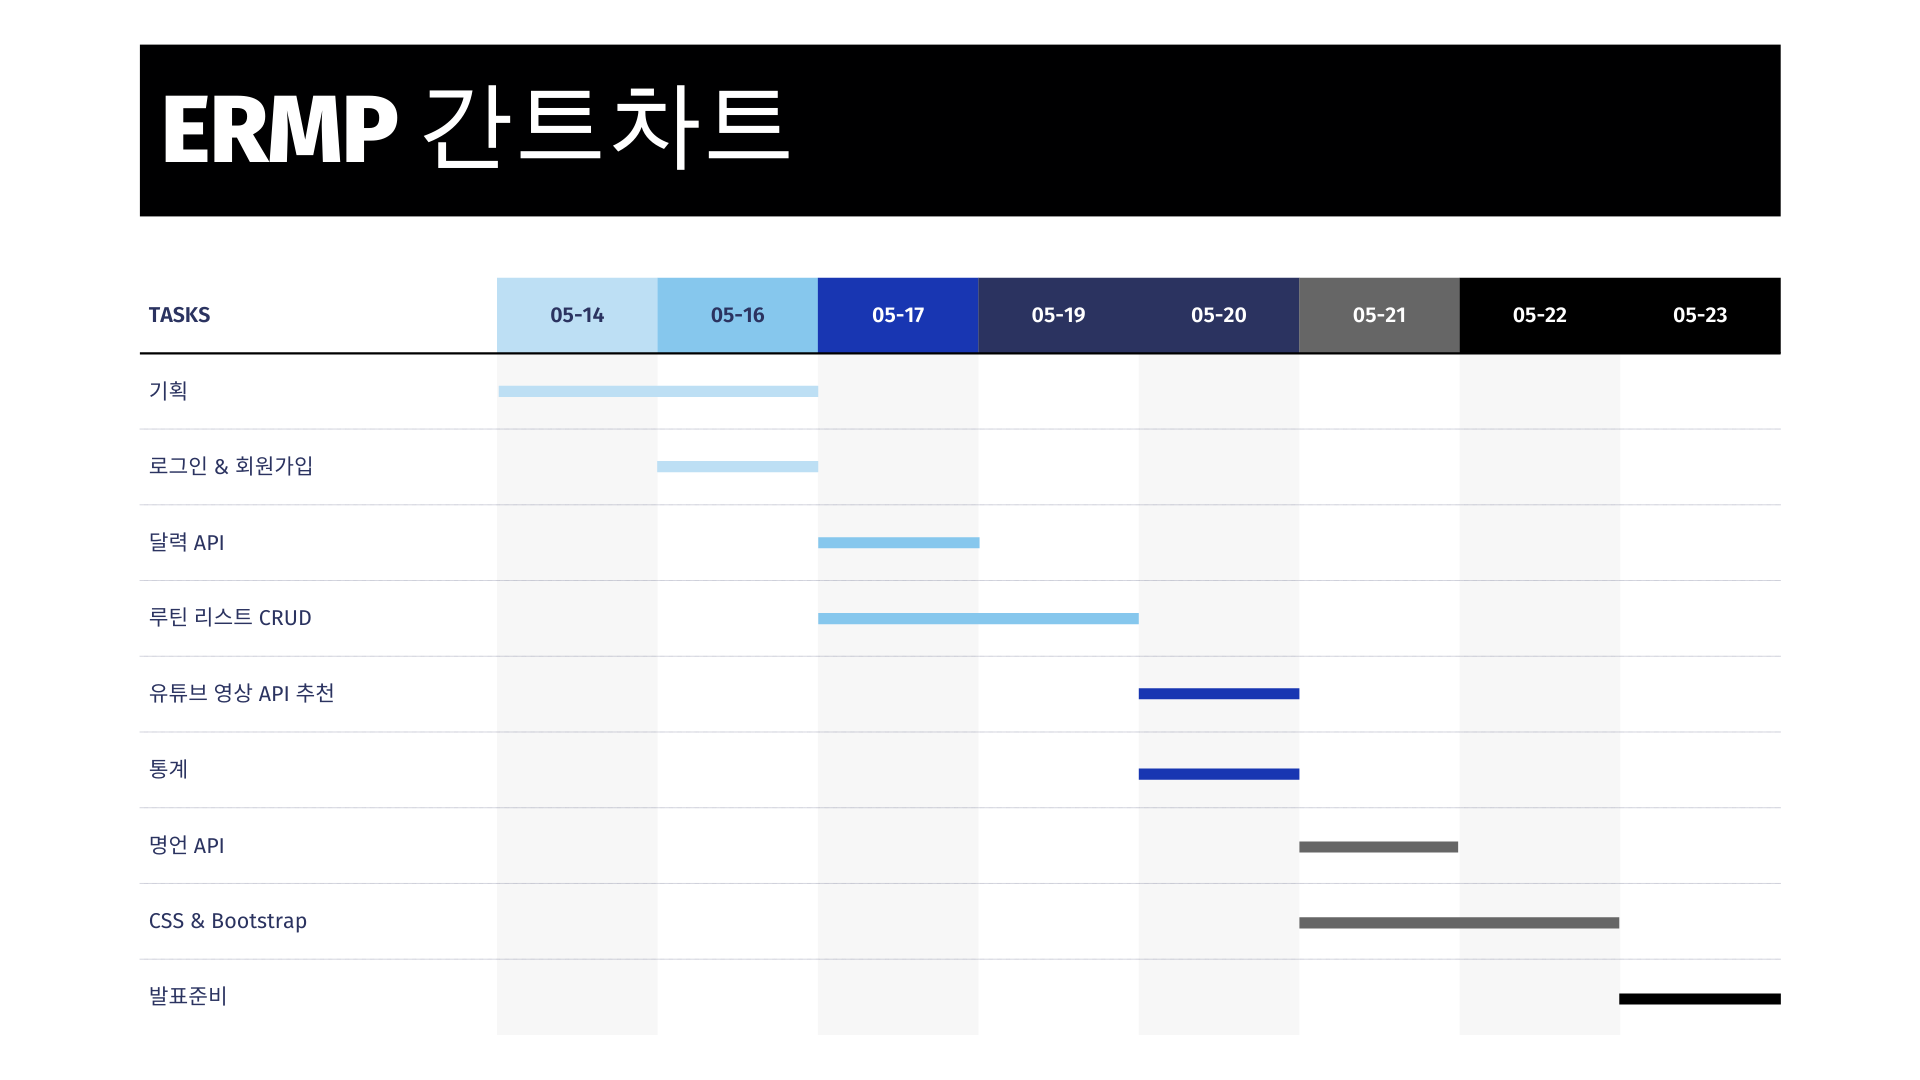 ERMP 간트차트
TASKS 05-14 05-16 05-17 05-19 05-20 05-21 05-22 05-23
기획
로그인 & 회원가입
달력 API
루틴 리스트 CRUD
유튜브 영상 API 추천
통계
명언 API
CSS & Bootstrap
발표준비